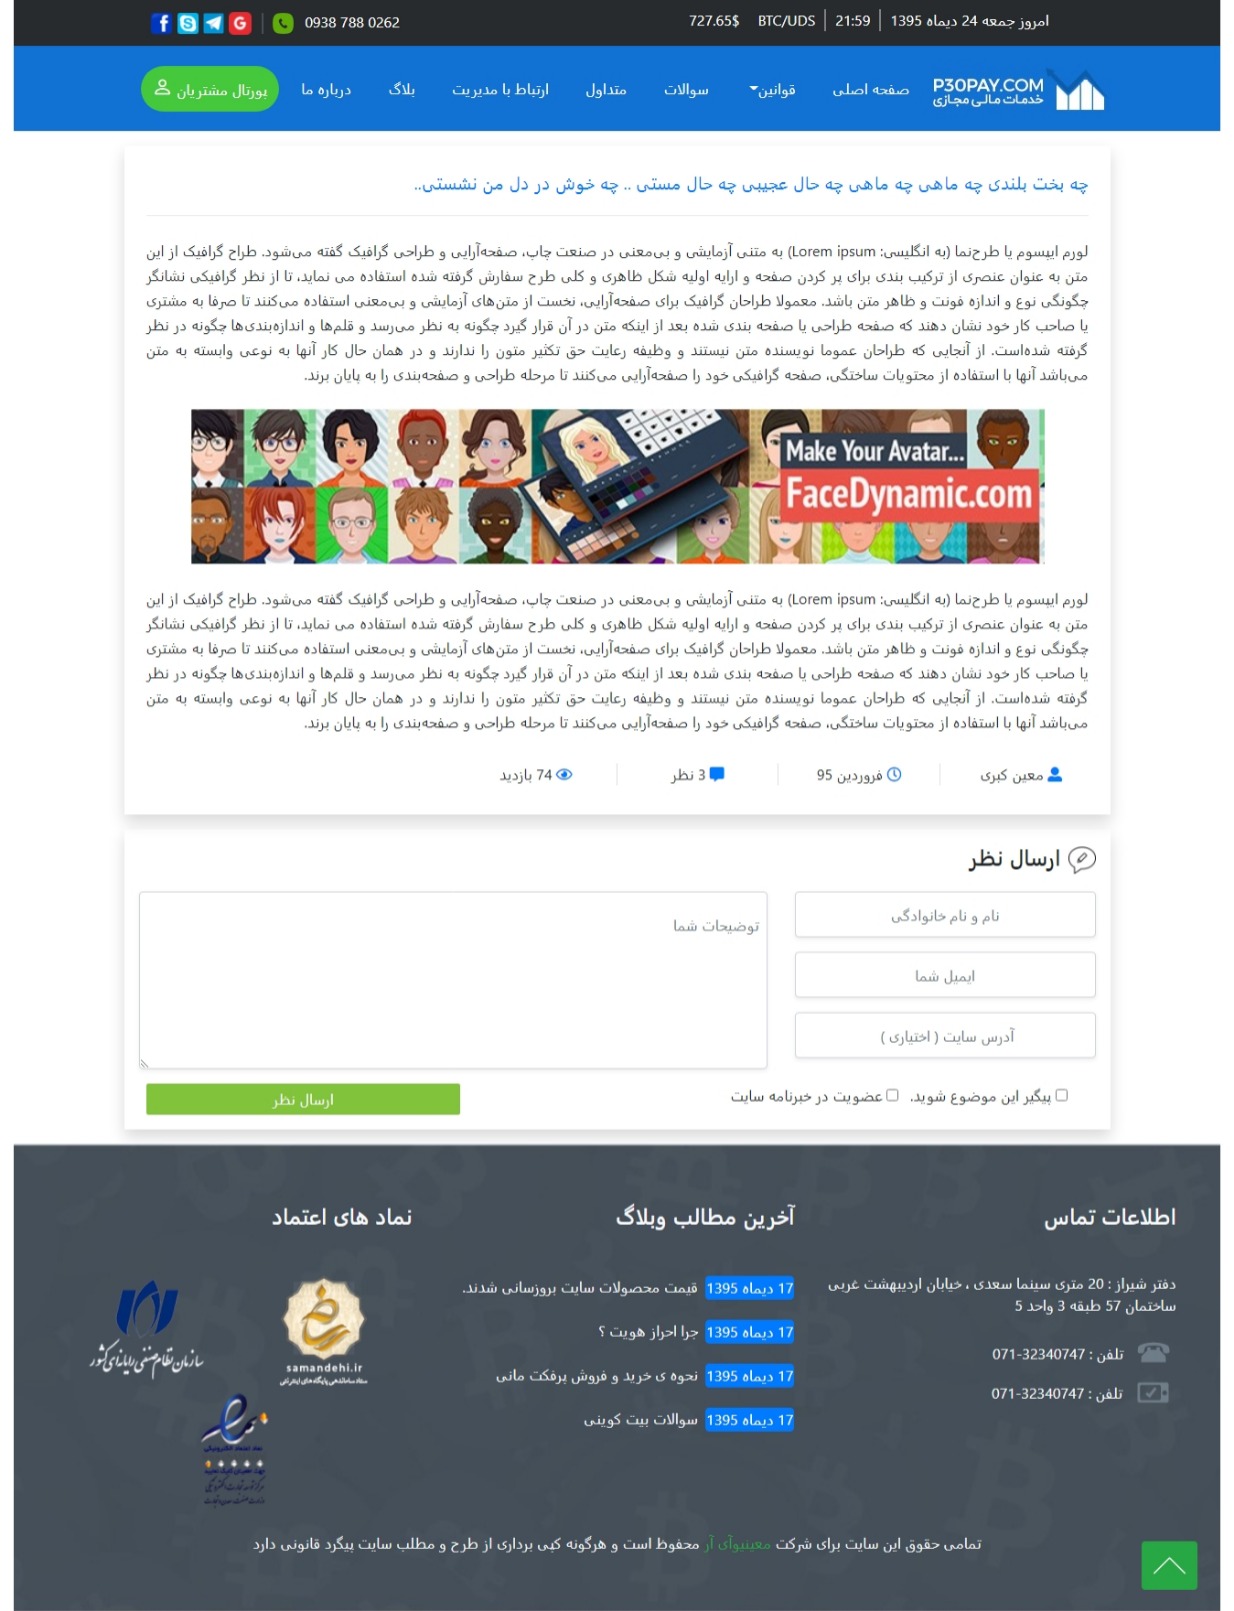 امروز جمعه 24 دیماه 1395 | 21:59 | BTC/UDS 727.65$
0938 788 0262
P30PAY.COM
خدمات مالی مجازی
صفحه اصلی
قوانین
سوالات
متداول
ارتباط با مدیریت
بلاگ
درباره ما
پورتال مشتریان
چه بخت بلندی چه ماهی چه ماهی چه حال عجیبی چه حال مستی .. چه خوش در دل من نشستی..
لورم ایپسوم یا طرح‌نما (به انگلیسی: Lorem ipsum) به متنی آزمایشی و بی‌معنی در صنعت چاپ، صفحه‌آرایی و طراحی گرافیک گفته می‌شود. طراح گرافیک از این
متن به عنوان عنصری از ترکیب بندی برای پر کردن صفحه و ارایه اولیه شکل ظاهری و کلی طرح سفارش گرفته شده استفاده می نماید، تا از نظر گرافیکی نشانگر
چگونگی نوع و اندازه فونت و ظاهر متن باشد. معمولا طراحان گرافیک برای صفحه‌آرایی، نخست از متن‌های آزمایشی و بی‌معنی استفاده می‌کنند تا صرفا به مشتری
یا صاحب کار خود نشان دهند که صفحه طراحی یا صفحه بندی شده بعد از اینکه متن در آن قرار گیرد چگونه به نظر می‌رسد و قلم‌ها و اندازه‌بندی‌ها چگونه در نظر
گرفته شده‌است. از آنجایی که طراحان عموما نویسنده متن نیستند و وظیفه رعایت حق تکثیر متون را ندارند و در همان حال کار آنها به نوعی وابسته به متن
می‌باشد آنها با استفاده از محتویات ساختگی، صفحه گرافیکی خود را صفحه‌آرایی می‌کنند تا مرحله طراحی و صفحه‌بندی را به پایان برند.
Make Your Avatar...
FaceDynamic.com
لورم ایپسوم یا طرح‌نما (به انگلیسی: Lorem ipsum) به متنی آزمایشی و بی‌معنی در صنعت چاپ، صفحه‌آرایی و طراحی گرافیک گفته می‌شود. طراح گرافیک از این
متن به عنوان عنصری از ترکیب بندی برای پر کردن صفحه و ارایه اولیه شکل ظاهری و کلی طرح سفارش گرفته شده استفاده می نماید، تا از نظر گرافیکی نشانگر
چگونگی نوع و اندازه فونت و ظاهر متن باشد. معمولا طراحان گرافیک برای صفحه‌آرایی، نخست از متن‌های آزمایشی و بی‌معنی استفاده می‌کنند تا صرفا به مشتری
یا صاحب کار خود نشان دهند که صفحه طراحی یا صفحه بندی شده بعد از اینکه متن در آن قرار گیرد چگونه به نظر می‌رسد و قلم‌ها و اندازه‌بندی‌ها چگونه در نظر
گرفته شده‌است. از آنجایی که طراحان عموما نویسنده متن نیستند و وظیفه رعایت حق تکثیر متون را ندارند و در همان حال کار آنها به نوعی وابسته به متن
می‌باشد آنها با استفاده از محتویات ساختگی، صفحه گرافیکی خود را صفحه‌آرایی می‌کنند تا مرحله طراحی و صفحه‌بندی را به پایان برند.
معین کبری
فروردین 95
3 نظر
74 بازدید
ارسال نظر
نام و نام خانوادگی
ایمیل شما
آدرس سایت ( اختیاری )
توضیحات شما
پیگیر این موضوع شوید.
عضویت در خبرنامه سایت
ارسال نظر
اطلاعات تماس
دفتر شیراز : 20 متری سینما سعدی ، خیابان اردیبهشت غربی
ساختمان 57 طبقه 3 واحد 5
تلفن : 32340747-071
تلفن : 32340747-071
آخرین مطالب وبلاگ
17 دیماه 1395 قیمت محصولات سایت بروزسانی شدند.
17 دیماه 1395 جرا احراز هویت ؟
17 دیماه 1395 نحوه ی خرید و فروش پرفکت مانی
17 دیماه 1395 سوالات بیت کوینی
نماد های اعتماد
samandehi.ir
ستاد ساماندهی پایگاه های اینترنتی
سازمان نظام صنفی رایانه‌ای کشور
تمامی حقوق این سایت برای شرکت معینیوآی آر محفوظ است و هرگونه کپی برداری از طرح و مطلب سایت پیگرد قانونی دارد